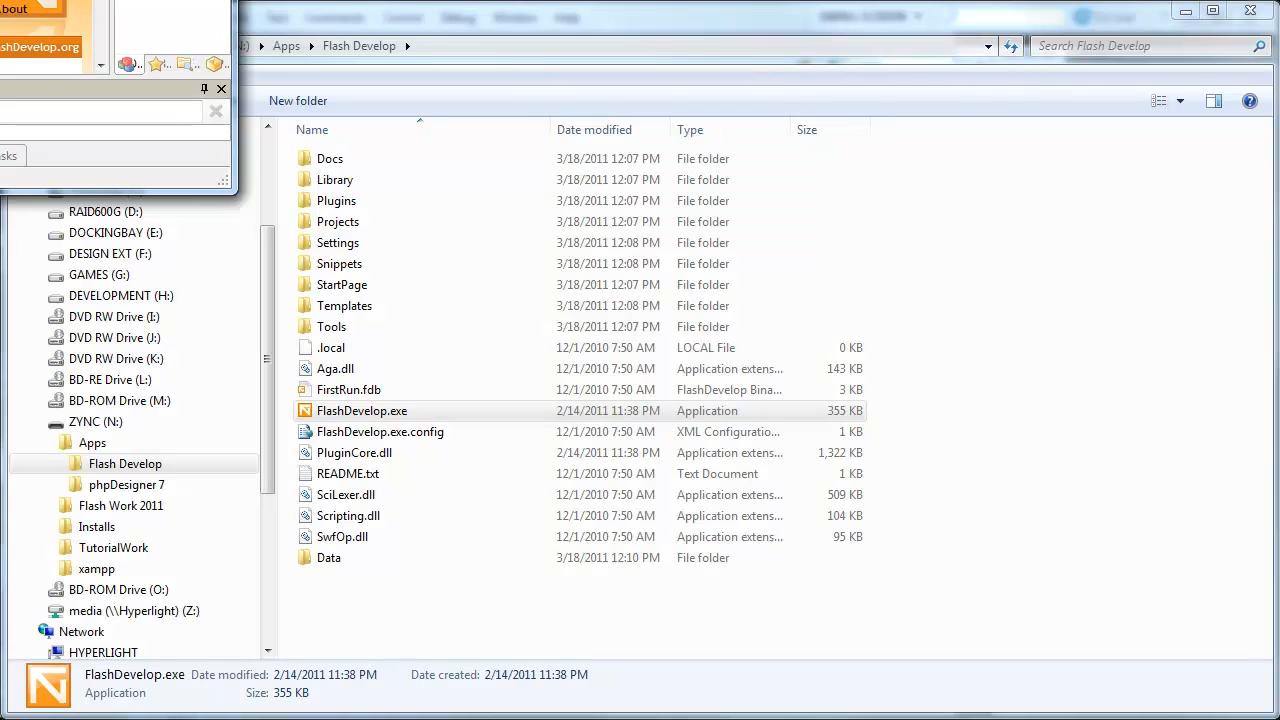 About
shDevelop.org
sks
:) Apps Flash Develop
Search Flash Develop
New folder
Name Date modified Type Size
Docs 3/18/2011 12:07 PM File folder
Library 3/18/2011 12:07 PM File folder
Plugins 3/18/2011 12:07 PM File folder
Projects 3/18/2011 12:07 PM File folder
Settings 3/18/2011 12:08 PM File folder
Snippets 3/18/2011 12:08 PM File folder
StartPage 3/18/2011 12:07 PM File folder
Templates 3/18/2011 12:08 PM File folder
Tools 3/18/2011 12:07 PM File folder
.local 12/1/2010 7:50 AM LOCAL File 0 KB
Aga.dll 12/1/2010 7:50 AM Application extens... 143 KB
FirstRun.fdb 12/1/2010 7:50 AM FlashDevelop Bina... 3 KB
FlashDevelop.exe 2/14/2011 11:38 PM Application 355 KB
FlashDevelop.exe.config 12/1/2010 7:50 AM XML Configuratio... 1 KB
PluginCore.dll 2/14/2011 11:38 PM Application extens... 1,322 KB
README.txt 12/1/2010 7:50 AM Text Document 1 KB
SciLexer.dll 12/1/2010 7:50 AM Application extens... 509 KB
Scripting.dll 12/1/2010 7:50 AM Application extens... 104 KB
SwfOp.dll 12/1/2010 7:50 AM Application extens... 95 KB
Data 3/18/2011 12:10 PM File folder
RAID600G (D:)
DOCKINGBAY (E:)
DESIGN EXT (F:)
GAMES (G:)
DEVELOPMENT (H:)
DVD RW Drive (I:)
DVD RW Drive (J:)
DVD RW Drive (K:)
BD-RE Drive (L:)
BD-ROM Drive (M:)
ZYNC (N:)
Apps
Flash Develop
phpDesigner 7
Flash Work 2011
Installs
TutorialWork
xampp
BD-ROM Drive (O:)
media (\\Hyperlight) (Z:)
Network
HYPERLIGHT
FlashDevelop.exe Date modified: 2/14/2011 11:38 PM Date created: 2/14/2011 11:38 PM
Application Size: 355 KB